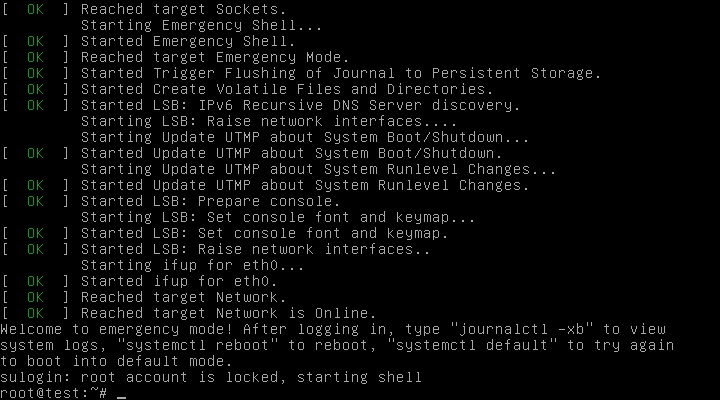 [  OK  ] Reached target Sockets.
         Starting Emergency Shell...
[  OK  ] Started Emergency Shell.
[  OK  ] Reached target Emergency Mode.
[  OK  ] Started Trigger Flushing of Journal to Persistent Storage.
[  OK  ] Started Create Volatile Files and Directories.
[  OK  ] Started LSB: IPv6 Recursive DNS Server discovery.
         Starting LSB: Raise network interfaces....
         Starting Update UTMP about System Boot/Shutdown...
[  OK  ] Started Update UTMP about System Boot/Shutdown.
         Starting Update UTMP about System Runlevel Changes...
[  OK  ] Started Update UTMP about System Runlevel Changes.
[  OK  ] Started LSB: Prepare console.
         Starting LSB: Set console font and keymap...
[  OK  ] Started LSB: Set console font and keymap.
[  OK  ] Started LSB: Raise network interfaces..
         Starting ifup for eth0...
[  OK  ] Started ifup for eth0.
[  OK  ] Reached target Network.
[  OK  ] Reached target Network is Online.
Welcome to emergency mode! After logging in, type "journalctl -xb" to view
system logs, "systemctl reboot" to reboot, "systemctl default" to try again
to boot into default mode.
sulogin: root account is locked, starting shell
root@test:~# _